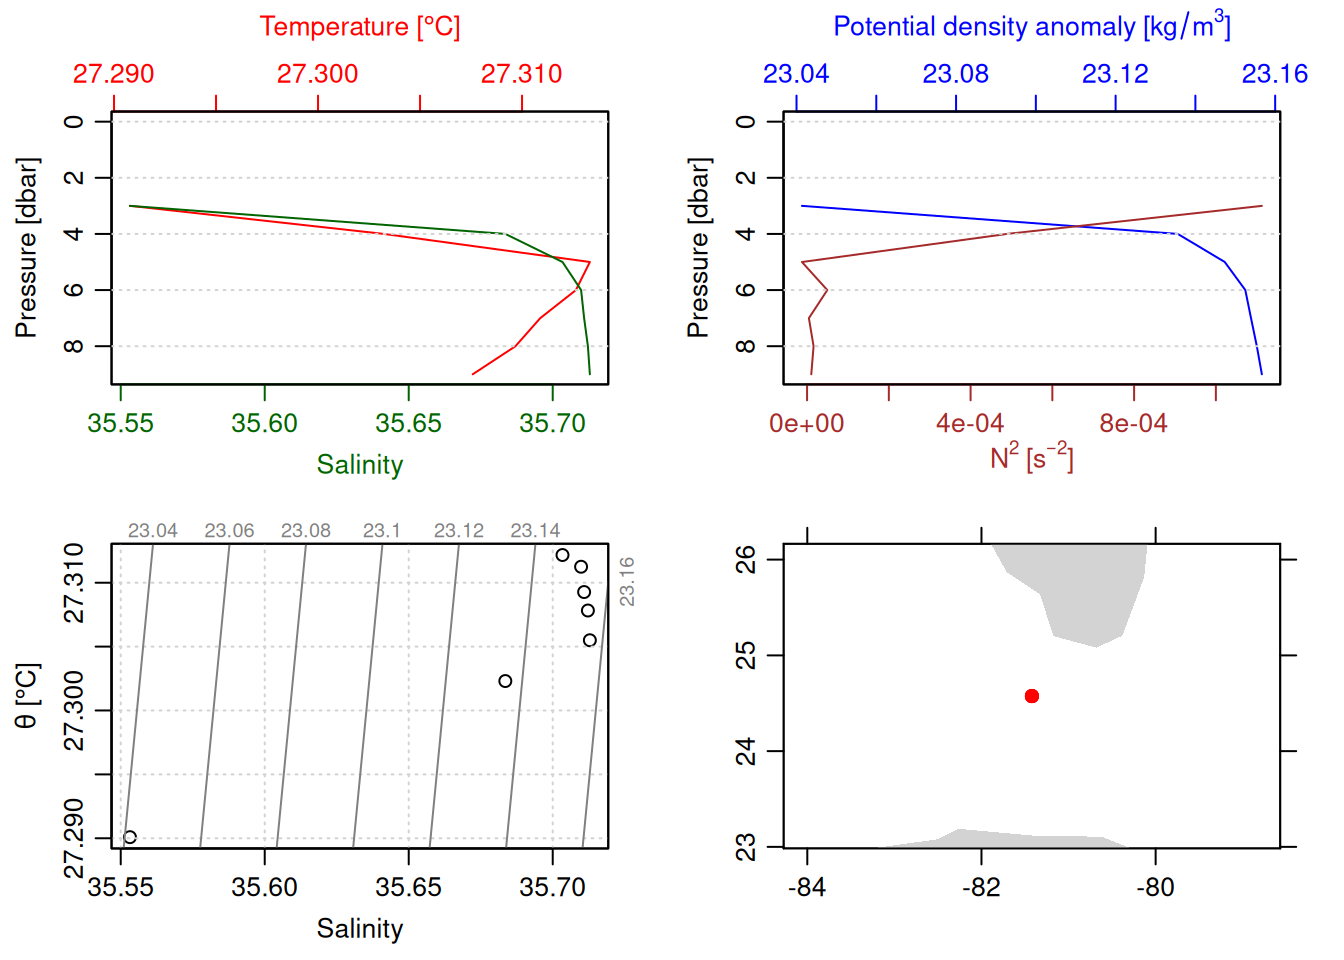 Temperature [°C]
27.290 27.300 27.310
0
2
4
6
8
Pressure [dbar]
35.55 35.60 35.65 35.70
Salinity
Potential density anomaly [kg/m³]
23.04 23.08 23.12 23.16
0
2
4
6
8
Pressure [dbar]
0e+00 4e-04 8e-04
N² [s⁻²]
23.04 23.06 23.08 23.1 23.12 23.14
23.16
27.310
27.300
27.290
θ [°C]
35.55 35.60 35.65 35.70
Salinity
26
25
24
23
-84 -82 -80